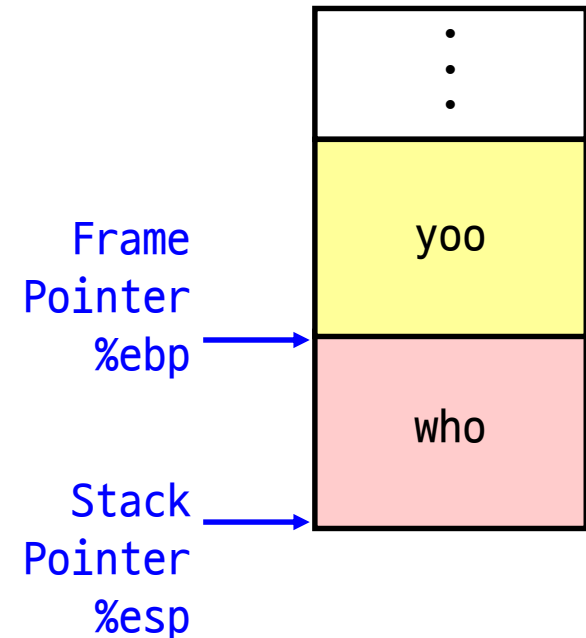 yoo
Frame
Pointer
%ebp
who
Stack
Pointer
%esp